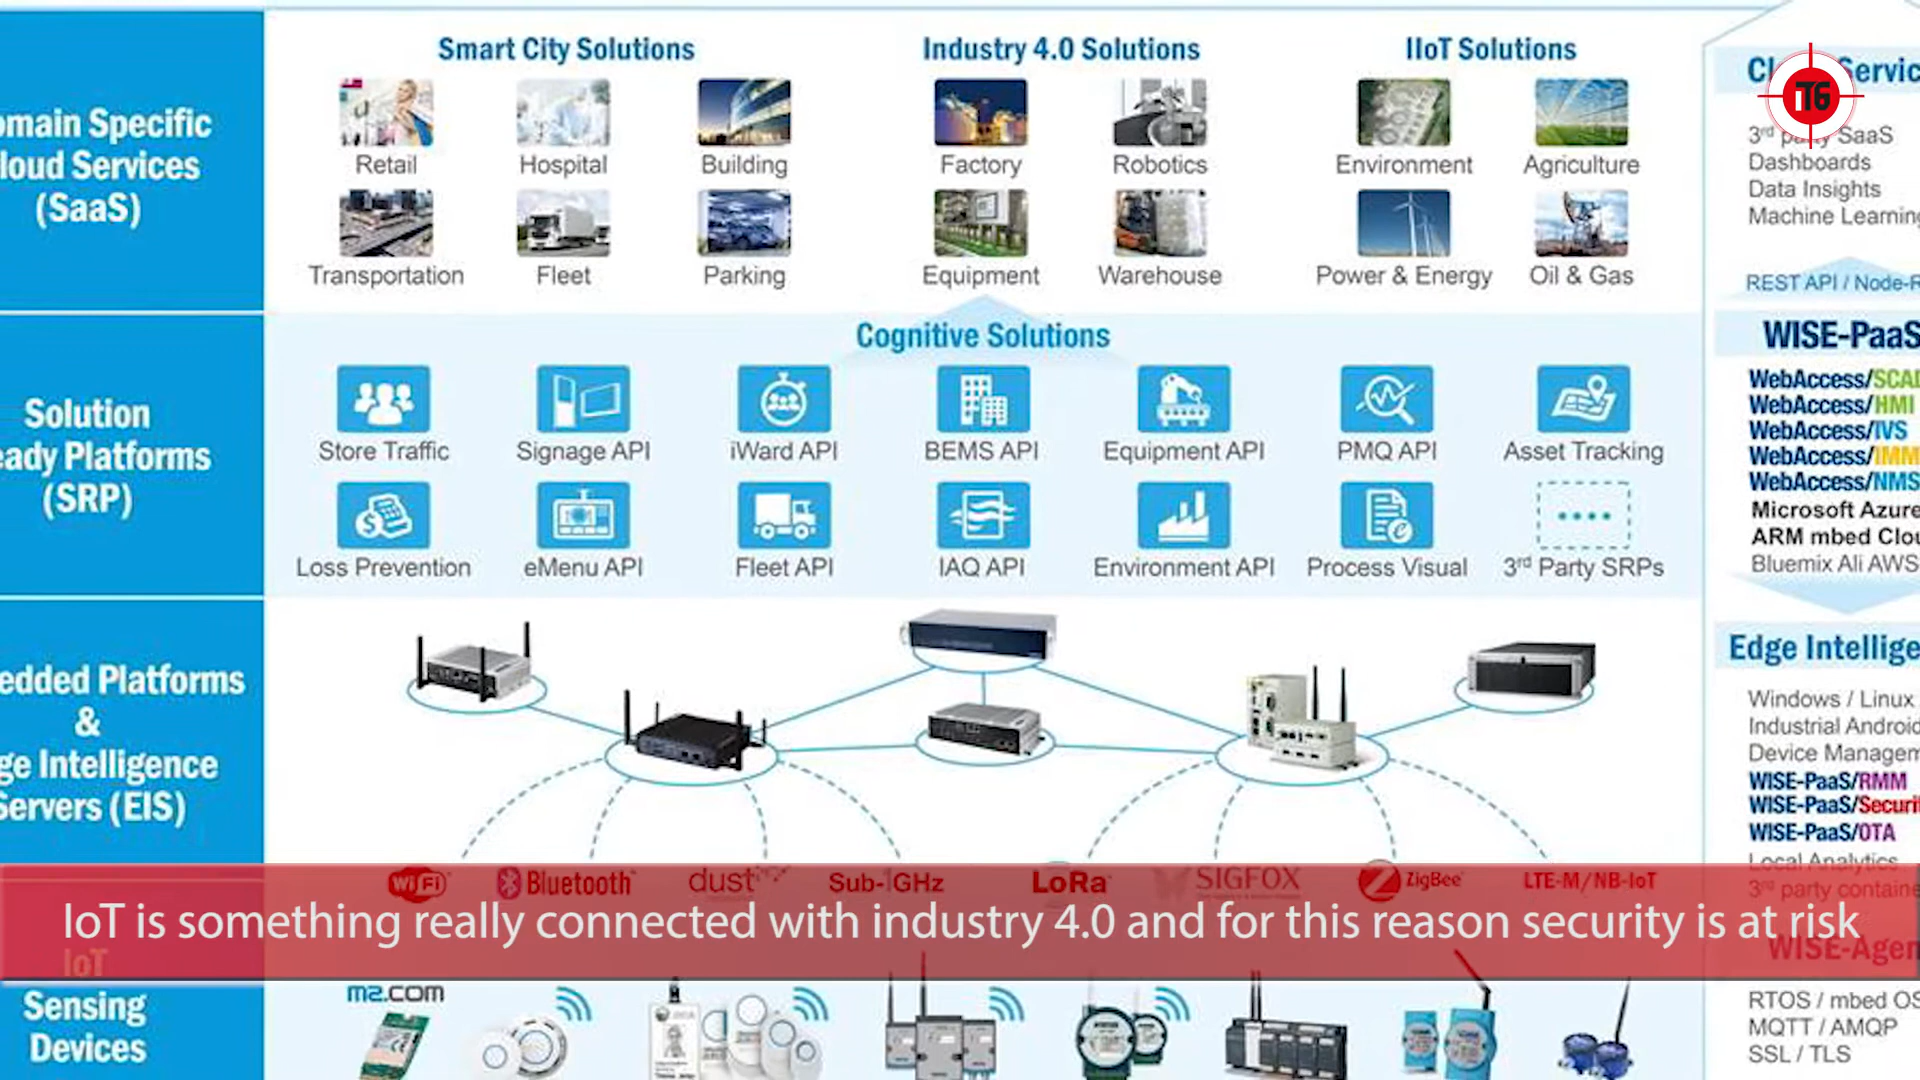 Smart City Solutions
Industry 4.0 Solutions
IIoT Solutions
iT6
omain Specific
loud Services
(SaaS)
Retail
Hospital
Building
Factory
Robotics
Environment
Agriculture
3rd party SaaS
Dashboards
Data Insights
Machine Learning
Transportation
Fleet
Parking
Equipment
Warehouse
Power & Energy
Oil & Gas
REST API / Node-R
Cognitive Solutions
WISE-PaaS
Solution
eady Platforms
(SRP)
Store Traffic
Signage API
iWard API
BEMS API
Equipment API
PMQ API
Asset Tracking
WebAccess/SCAD
WebAccess/HMI
WebAccess/IVS
WebAccess/IMM
WebAccess/NMS
Microsoft Azure
ARM mbed Clou
Bluemix Ali AWS
Loss Prevention
eMenu API
Fleet API
IAQ API
Environment API
Process Visual
3rd Party SRPs
edded Platforms
&
ge Intelligence
Servers (EIS)
Edge Intellige
Windows / Linux
Industrial Android
Device Managem
WISE-PaaS/RMM
WISE-PaaS/Securit
WISE-PaaS/OTA
Local Analytics
3rd party containe
WiFi
Bluetooth
dust
Sub-1GHz
LoRa
SIGFOX
ZigBee
LTE-M/NB-IoT
IoT is something really connected with industry 4.0 and for this reason security is at risk
WISE-Agen
IoT
Sensing
Devices
M2.COM
RTOS / mbed OS
MQTT / AMQP
SSL / TLS